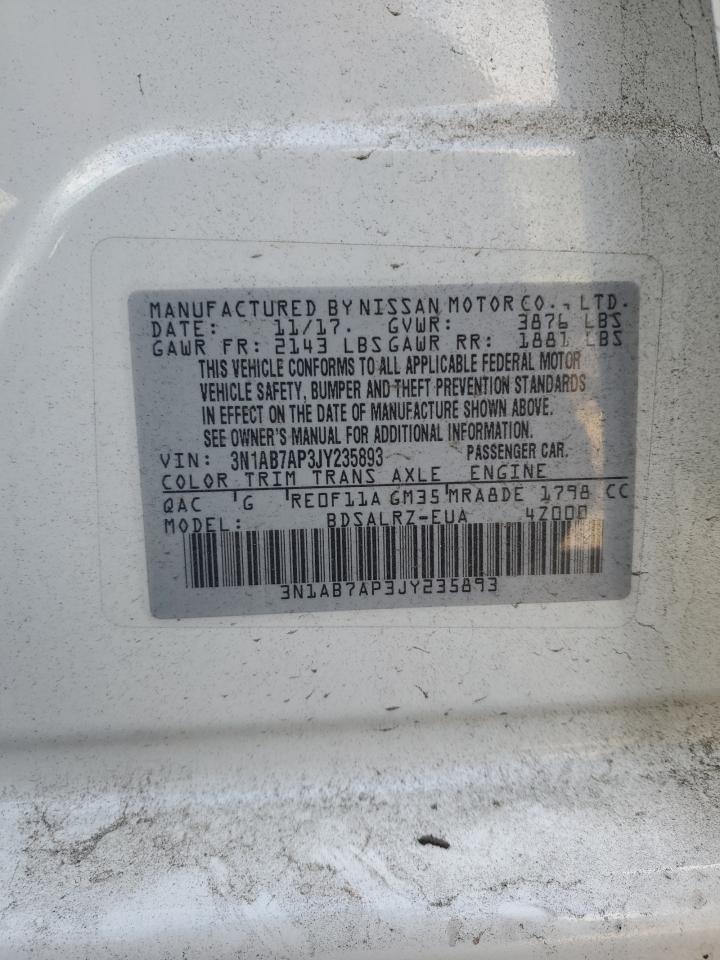 MANUFACTURED BY NISSAN MOTOR CO., LTD.
DATE: 11/17. GVWR: 3876 LBS
GAWR FR: 2143 LBS GAWR RR: 1881 LBS
THIS VEHICLE CONFORMS TO ALL APPLICABLE FEDERAL MOTOR
VEHICLE SAFETY, BUMPER AND THEFT PREVENTION STANDARDS
IN EFFECT ON THE DATE OF MANUFACTURE SHOWN ABOVE.
SEE OWNER'S MANUAL FOR ADDITIONAL INFORMATION.
VIN: 3N1AB7AP3JY235893 PASSENGER CAR.
COLOR TRIM TRANS AXLE ENGINE
QAC G RE0F11A GM35 MRA8DE 1798 CC
MODEL: BDSALRZ-EUA 4Z000
3N1AB7AP3JY235893